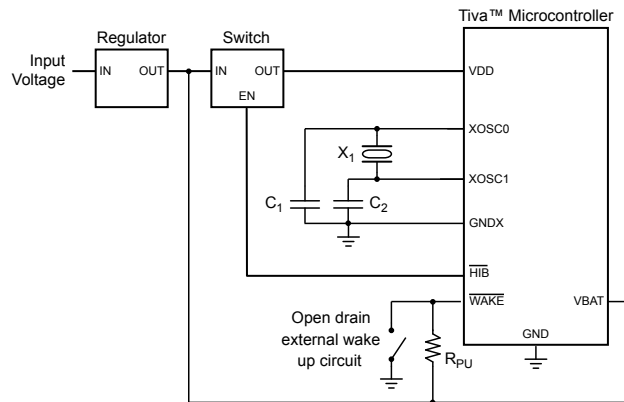 Tiva™ Microcontroller
Regulator
Switch
Input
Voltage
IN
OUT
IN
OUT
EN
VDD
XOSC0
X1
XOSC1
C1
C2
GNDX
HIB
WAKE
VBAT
Open drain
external wake
up circuit
RPU
GND